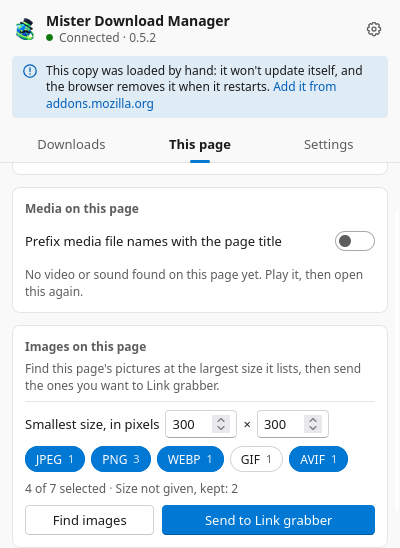 Mister Download Manager
Connected · 0.5.2
This copy was loaded by hand: it won't update itself, and
the browser removes it when it restarts. Add it from
addons.mozilla.org
Downloads This page Settings
Media on this page
Prefix media file names with the page title
No video or sound found on this page yet. Play it, then open
this again.
Images on this page
Find this page's pictures at the largest size it lists, then send
the ones you want to Link grabber.
Smallest size, in pixels 300 × 300
JPEG 1 PNG 3 WEBP 1 GIF 1 AVIF 1
4 of 7 selected · Size not given, kept: 2
Find images Send to Link grabber